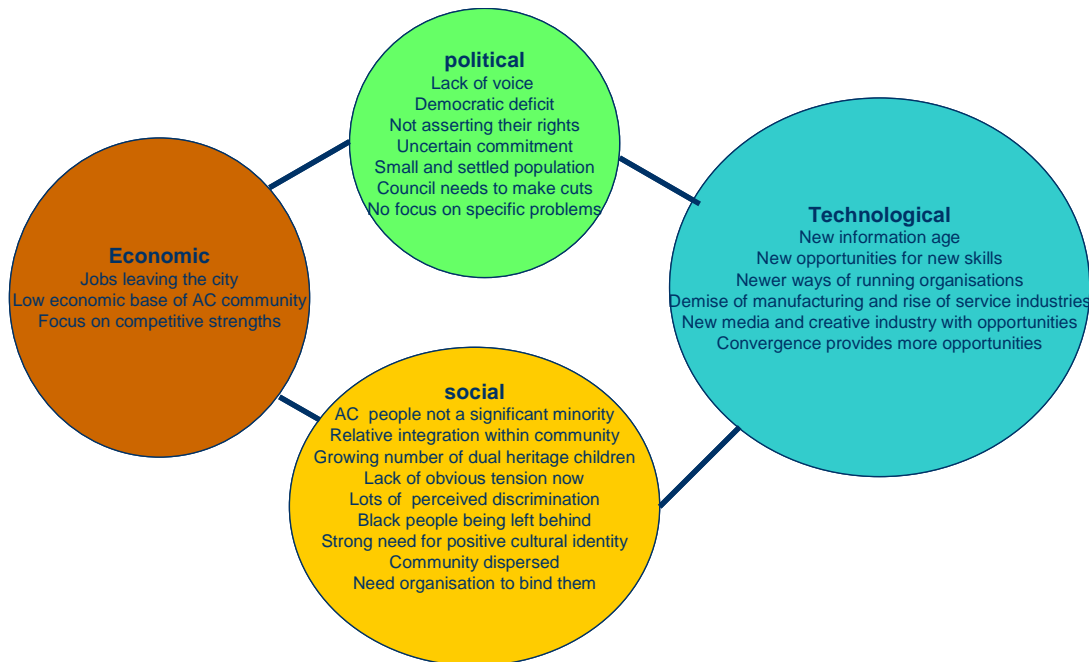 political
Lack of voice
Democratic deficit
Not asserting their rights
Uncertain commitment
Small and settled population
Council needs to make cuts
No focus on specific problems
Economic
Jobs leaving the city
Low economic base of AC community
Focus on competitive strengths
Technological
New information age
New opportunities for new skills
Newer ways of running organisations
Demise of manufacturing and rise of service industries
New media and creative industry with opportunities
Convergence provides more opportunities
social
AC people not a significant minority
Relative integration within community
Growing number of dual heritage children
Lack of obvious tension now
Lots of perceived discrimination
Black people being left behind
Strong need for positive cultural identity
Community dispersed
Need organisation to bind them